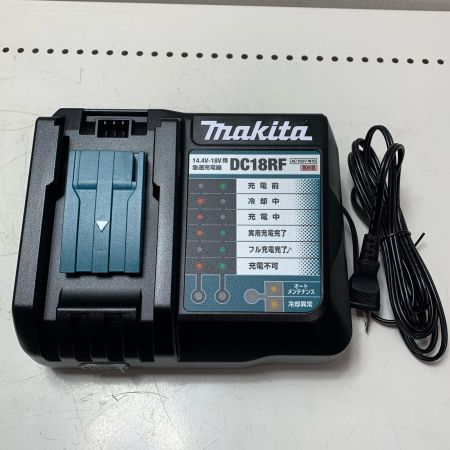 makita
14.4V-18V用
急速充電器
DC18RF
AC100V専用
充電前
冷却中
充電中
実用充電完了
フル充電完了♪
充電不可
オート
メンテナンス
冷却異常